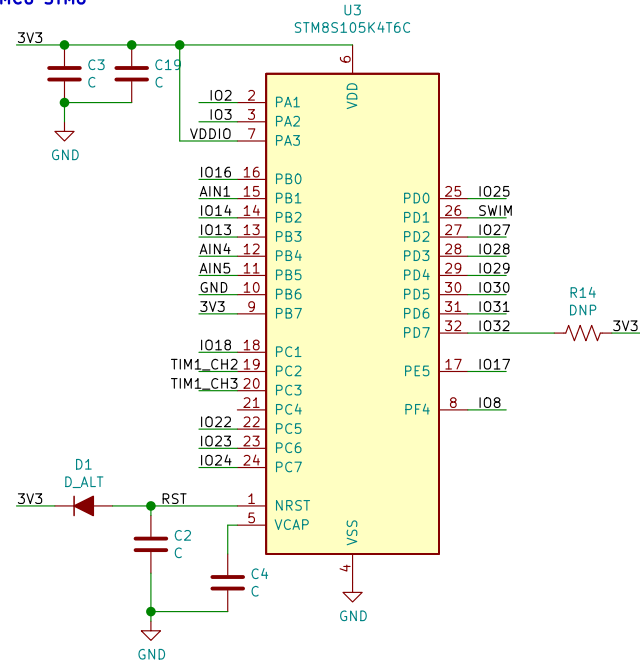 MCU STM8
U3
STM8S105K4T6C
3V3
C3
C
C19
C
GND
6
VDD
IO2 2 PA1
IO3 3 PA2
VDDIO 7 PA3
IO16 16 PB0
AIN1 15 PB1
IO14 14 PB2
IO13 13 PB3
AIN4 12 PB4
AIN5 11 PB5
GND 10 PB6
3V3 9 PB7
IO18 18 PC1
TIM1_CH2 19 PC2
TIM1_CH3 20 PC3
21 PC4
IO22 22 PC5
IO23 23 PC6
IO24 24 PC7
PD0 25 IO25
PD1 26 SWIM
PD2 27 IO27
PD3 28 IO28
PD4 29 IO29
PD5 30 IO30
PD6 31 IO31
PD7 32 IO32
R14
DNP
3V3
PE5 17 IO17
PF4 8 IO8
D1
D_ALT
3V3
RST 1 NRST
5 VCAP
C2
C
C4
C
GND
VSS
4
GND